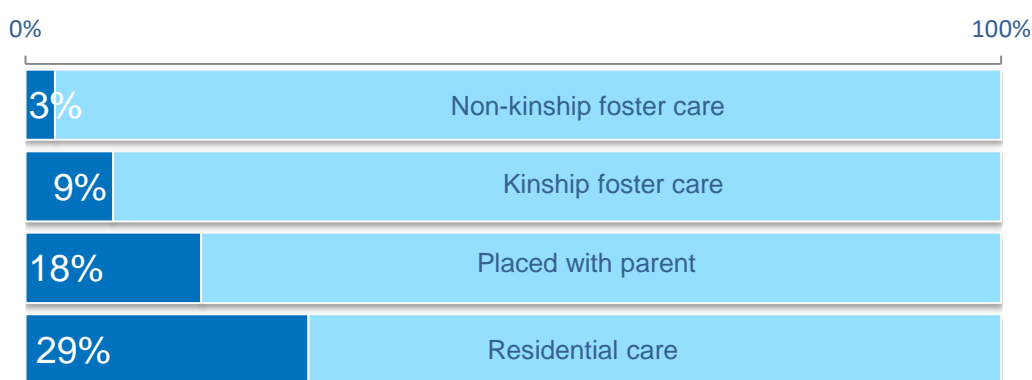 0% 100%
3% Non-kinship foster care
9% Kinship foster care
18% Placed with parent
29% Residential care